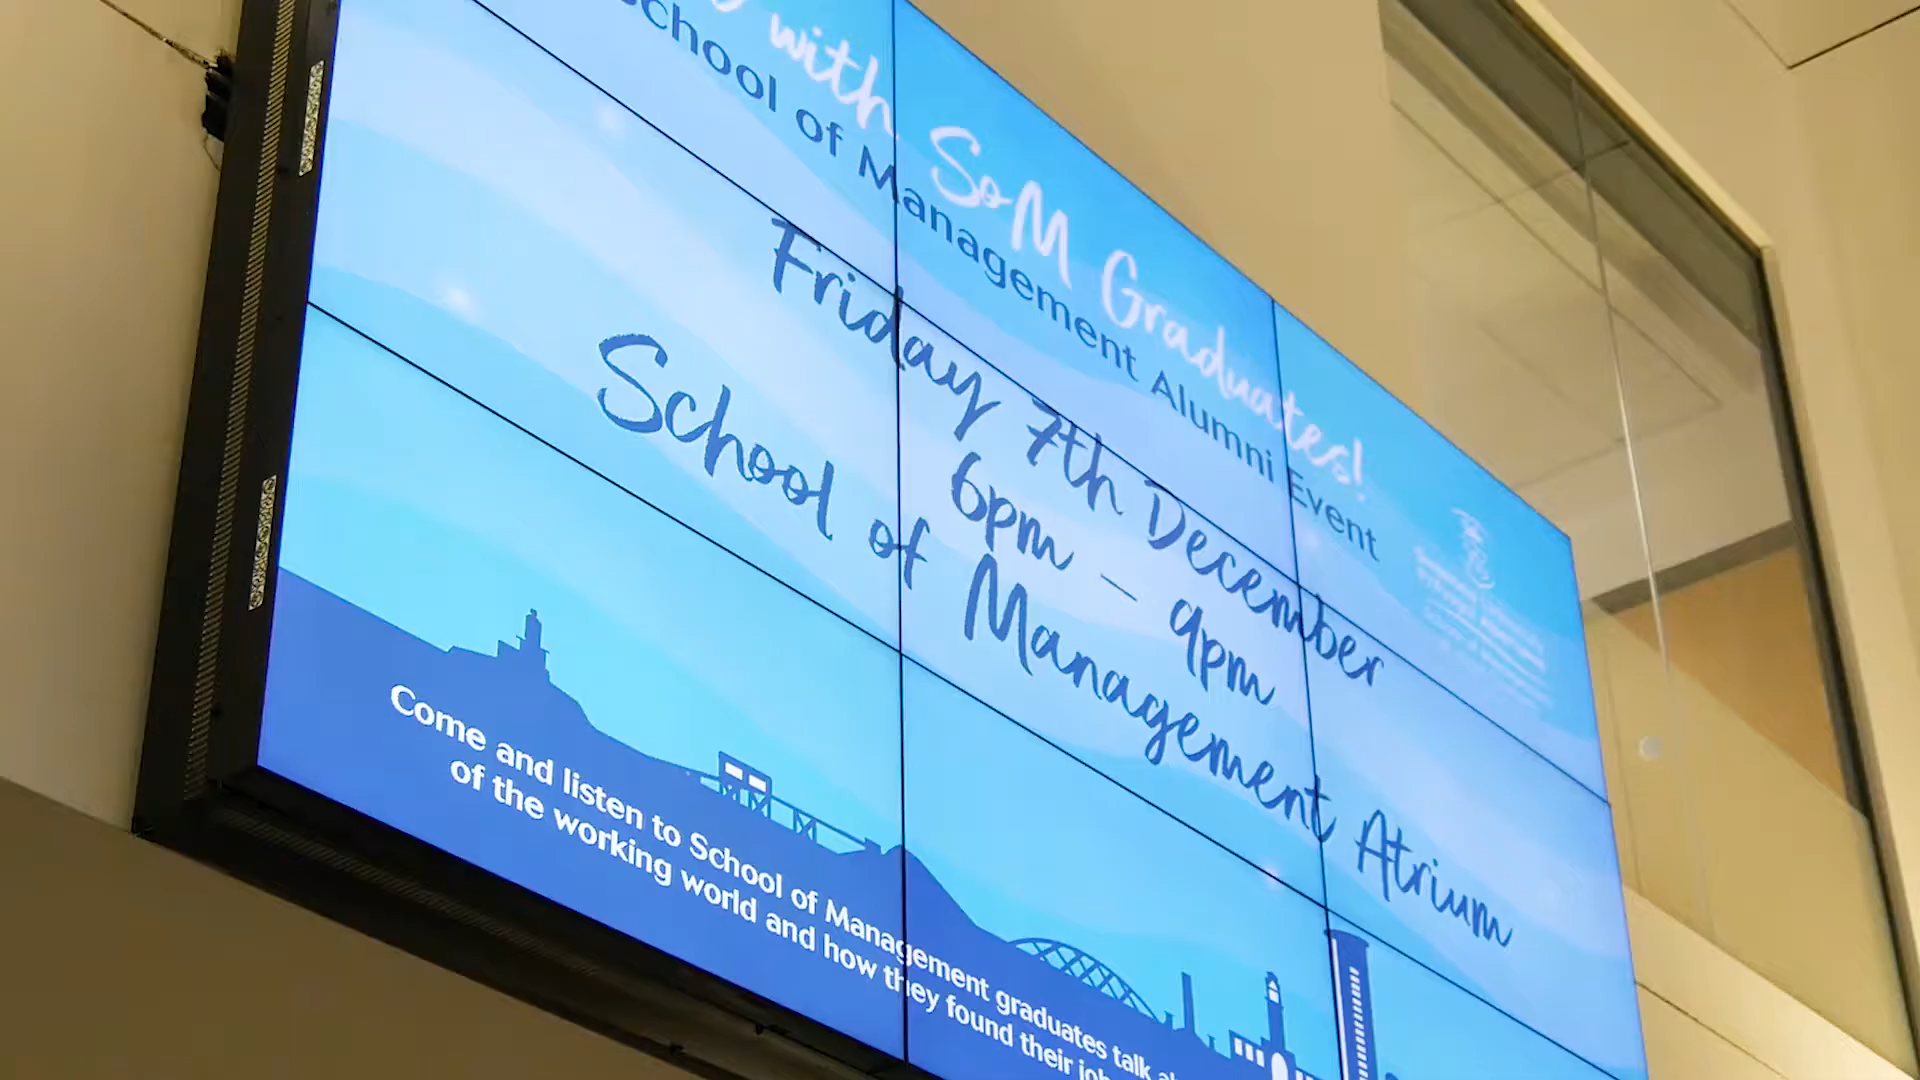 with SoM Graduates!
School of Management Alumni Event
Friday 7th December
6pm – 9pm
School of Management Atrium
Come and listen to School of Management graduates talk
of the working world and how they found their